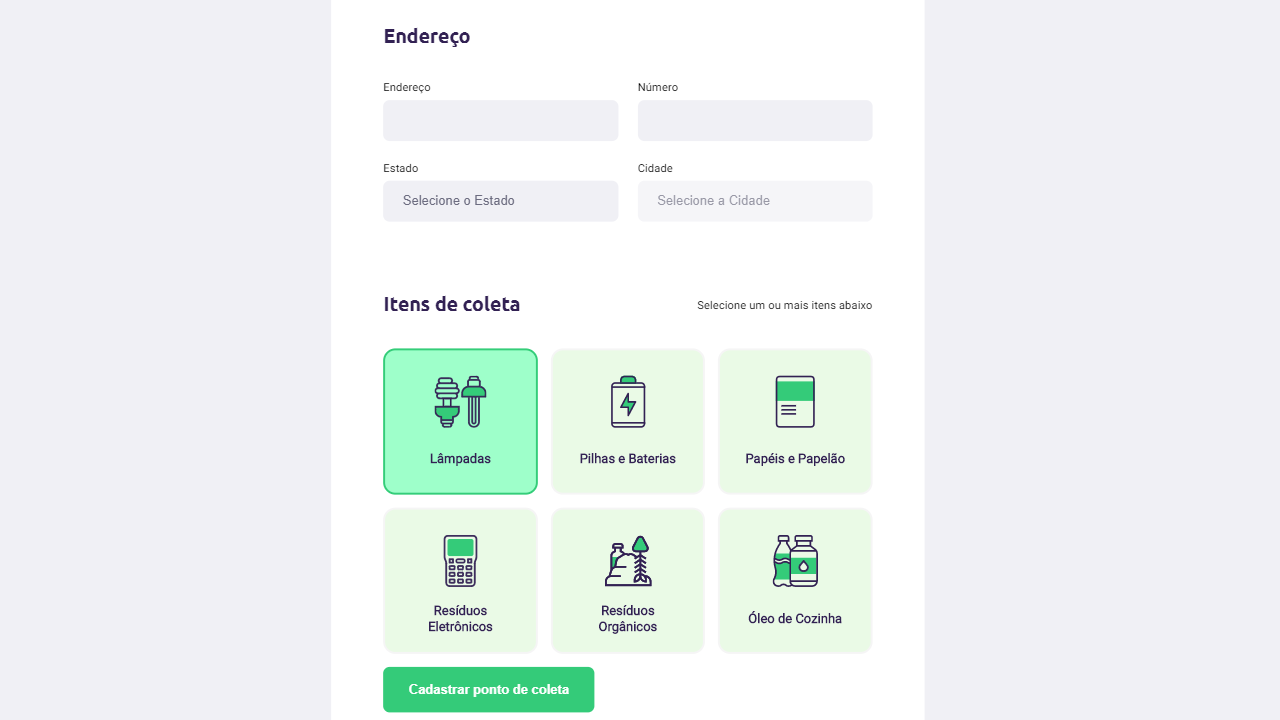 Endereço
Endereço
Número
Estado
Cidade
Selecione o Estado
Selecione a Cidade
Itens de coleta
Selecione um ou mais itens abaixo
Lâmpadas
Pilhas e Baterias
Papéis e Papelão
Resíduos
Eletrônicos
Resíduos
Orgânicos
Óleo de Cozinha
Cadastrar ponto de coleta